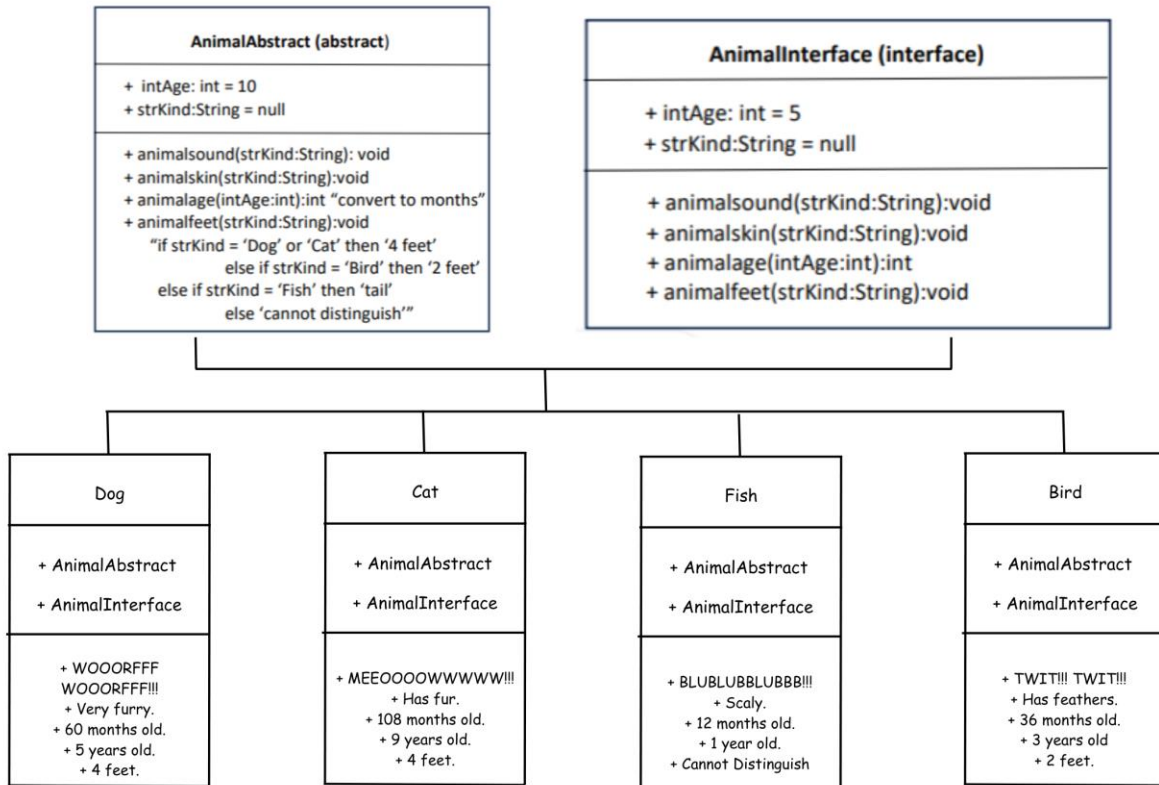 AnimalAbstract (abstract)
+ intAge: int = 10
+ strKind:String = null
+ animalsound(strKind:String): void
+ animalskin(strKind:String):void
+ animalage(intAge:int):int “convert to months”
+ animalfeet(strKind:String):void
“if strKind = ‘Dog’ or ‘Cat’ then ‘4 feet’
else if strKind = ‘Bird’ then ‘2 feet’
else if strKind = ‘Fish’ then ‘tail’
else ‘cannot distinguish’”
AnimalInterface (interface)
+ intAge: int = 5
+ strKind:String = null
+ animalsound(strKind:String):void
+ animalskin(strKind:String):void
+ animalage(intAge:int):int
+ animalfeet(strKind:String):void
Dog
+ AnimalAbstract
+ AnimalInterface
+ WOOORFFF
WOOORFFF!!!
+ Very furry.
+ 60 months old.
+ 5 years old.
+ 4 feet.
Cat
+ AnimalAbstract
+ AnimalInterface
+ MEEOOOOWWWWW!!!
+ Has fur.
+ 108 months old.
+ 9 years old.
+ 4 feet.
Fish
+ AnimalAbstract
+ AnimalInterface
+ BLUBLUBBLUBBB!!!
+ Scaly.
+ 12 months old.
+ 1 year old.
+ Cannot Distinguish
Bird
+ AnimalAbstract
+ AnimalInterface
+ TWIT!!! TWIT!!!
+ Has feathers.
+ 36 months old.
+ 3 years old
+ 2 feet.